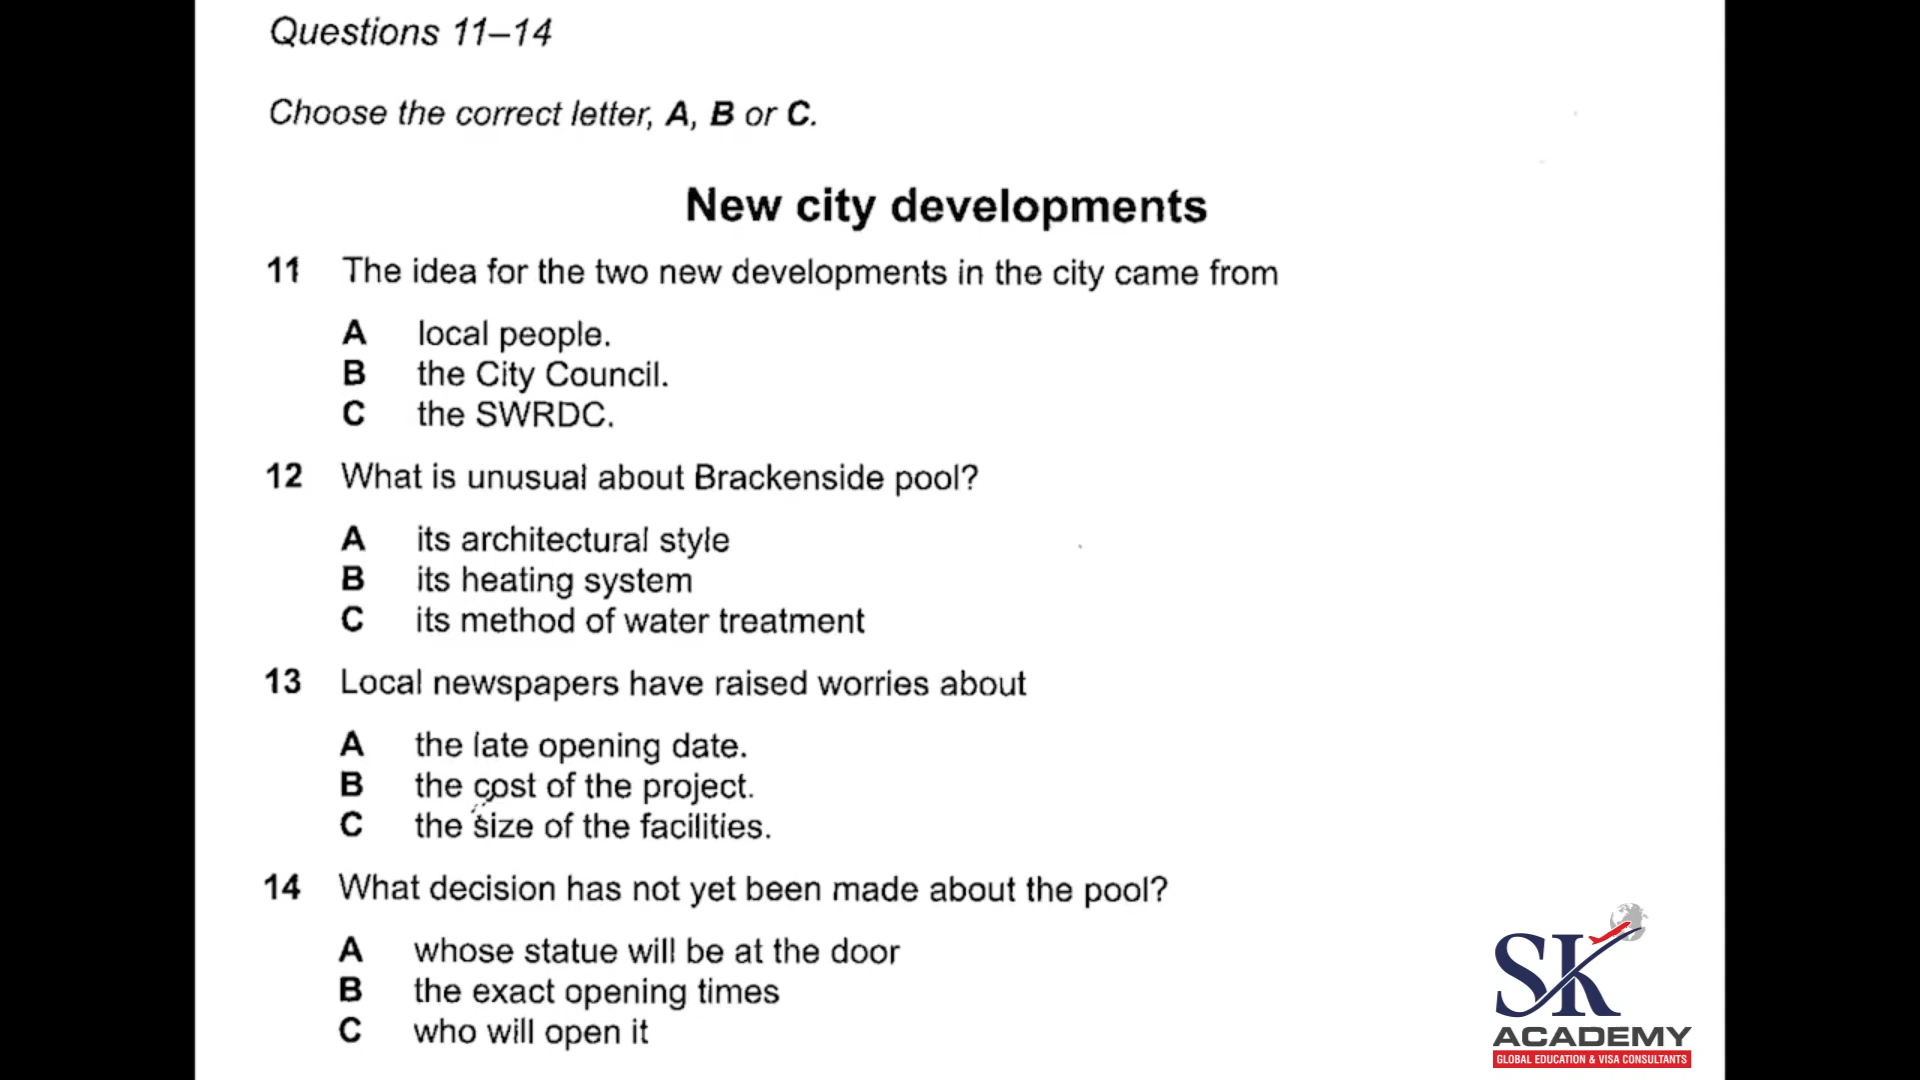 Questions 11–14
Choose the correct letter, A, B or C.
New city developments
11 The idea for the two new developments in the city came from
A local people.
B the City Council.
C the SWRDC.
12 What is unusual about Brackenside pool?
A its architectural style
B its heating system
C its method of water treatment
13 Local newspapers have raised worries about
A the late opening date.
B the cost of the project.
C the size of the facilities.
14 What decision has not yet been made about the pool?
A whose statue will be at the door
B the exact opening times
C who will open it
SK
ACADEMY
GLOBAL EDUCATION & VISA CONSULTANTS